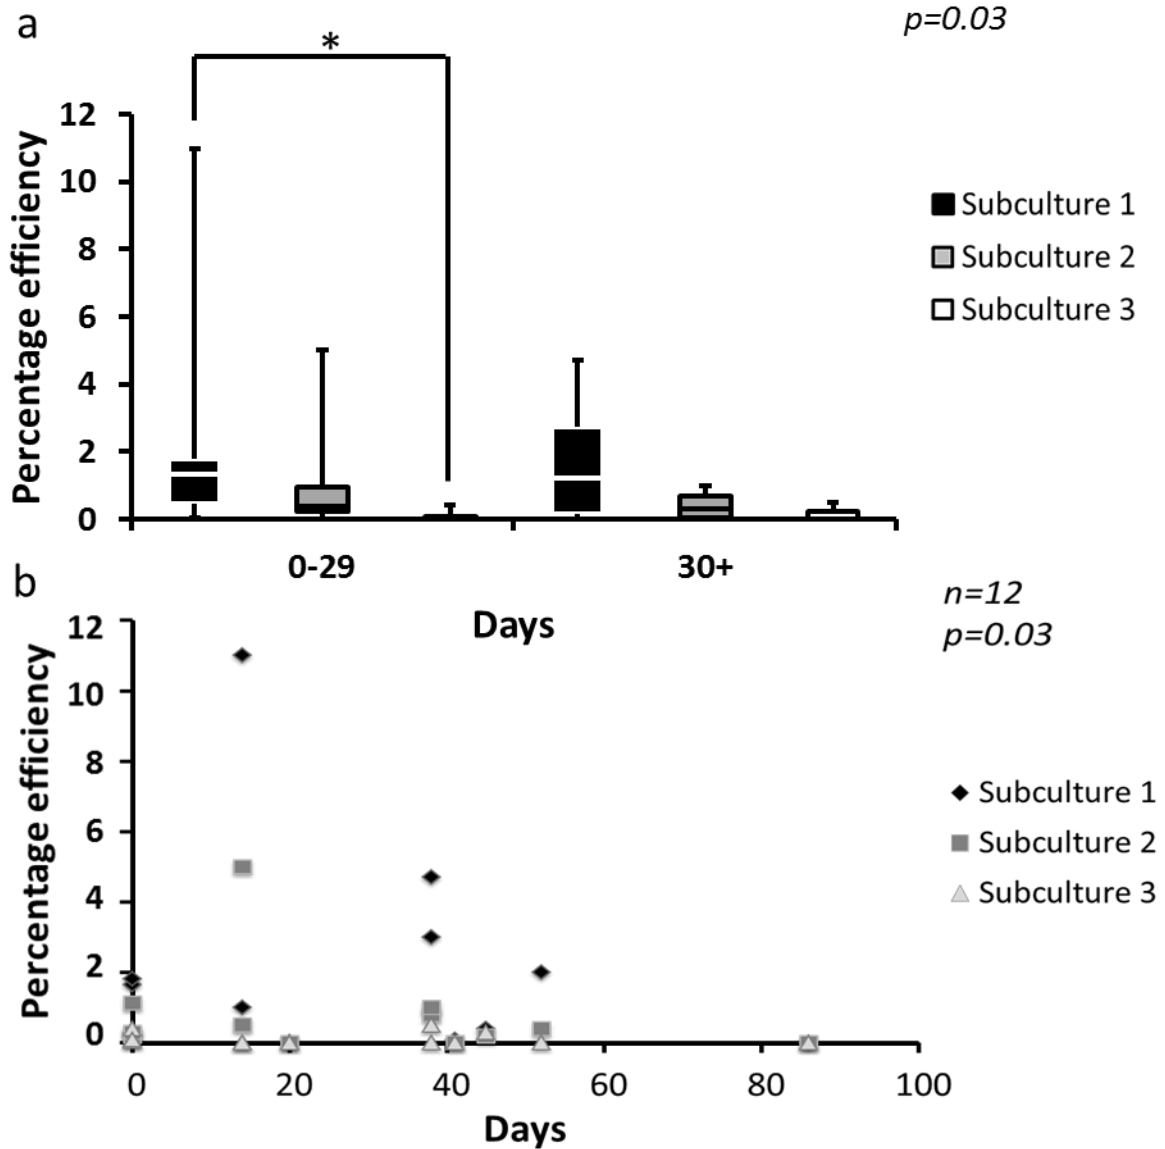 a
p=0.03
*
12
10
8
6
4
2
0
Percentage efficiency
Subculture 1
Subculture 2
Subculture 3
0-29
30+
Days
b
n=12
p=0.03
12
10
8
6
4
2
0
Percentage efficiency
Subculture 1
Subculture 2
Subculture 3
0
20
40
60
80
100
Days